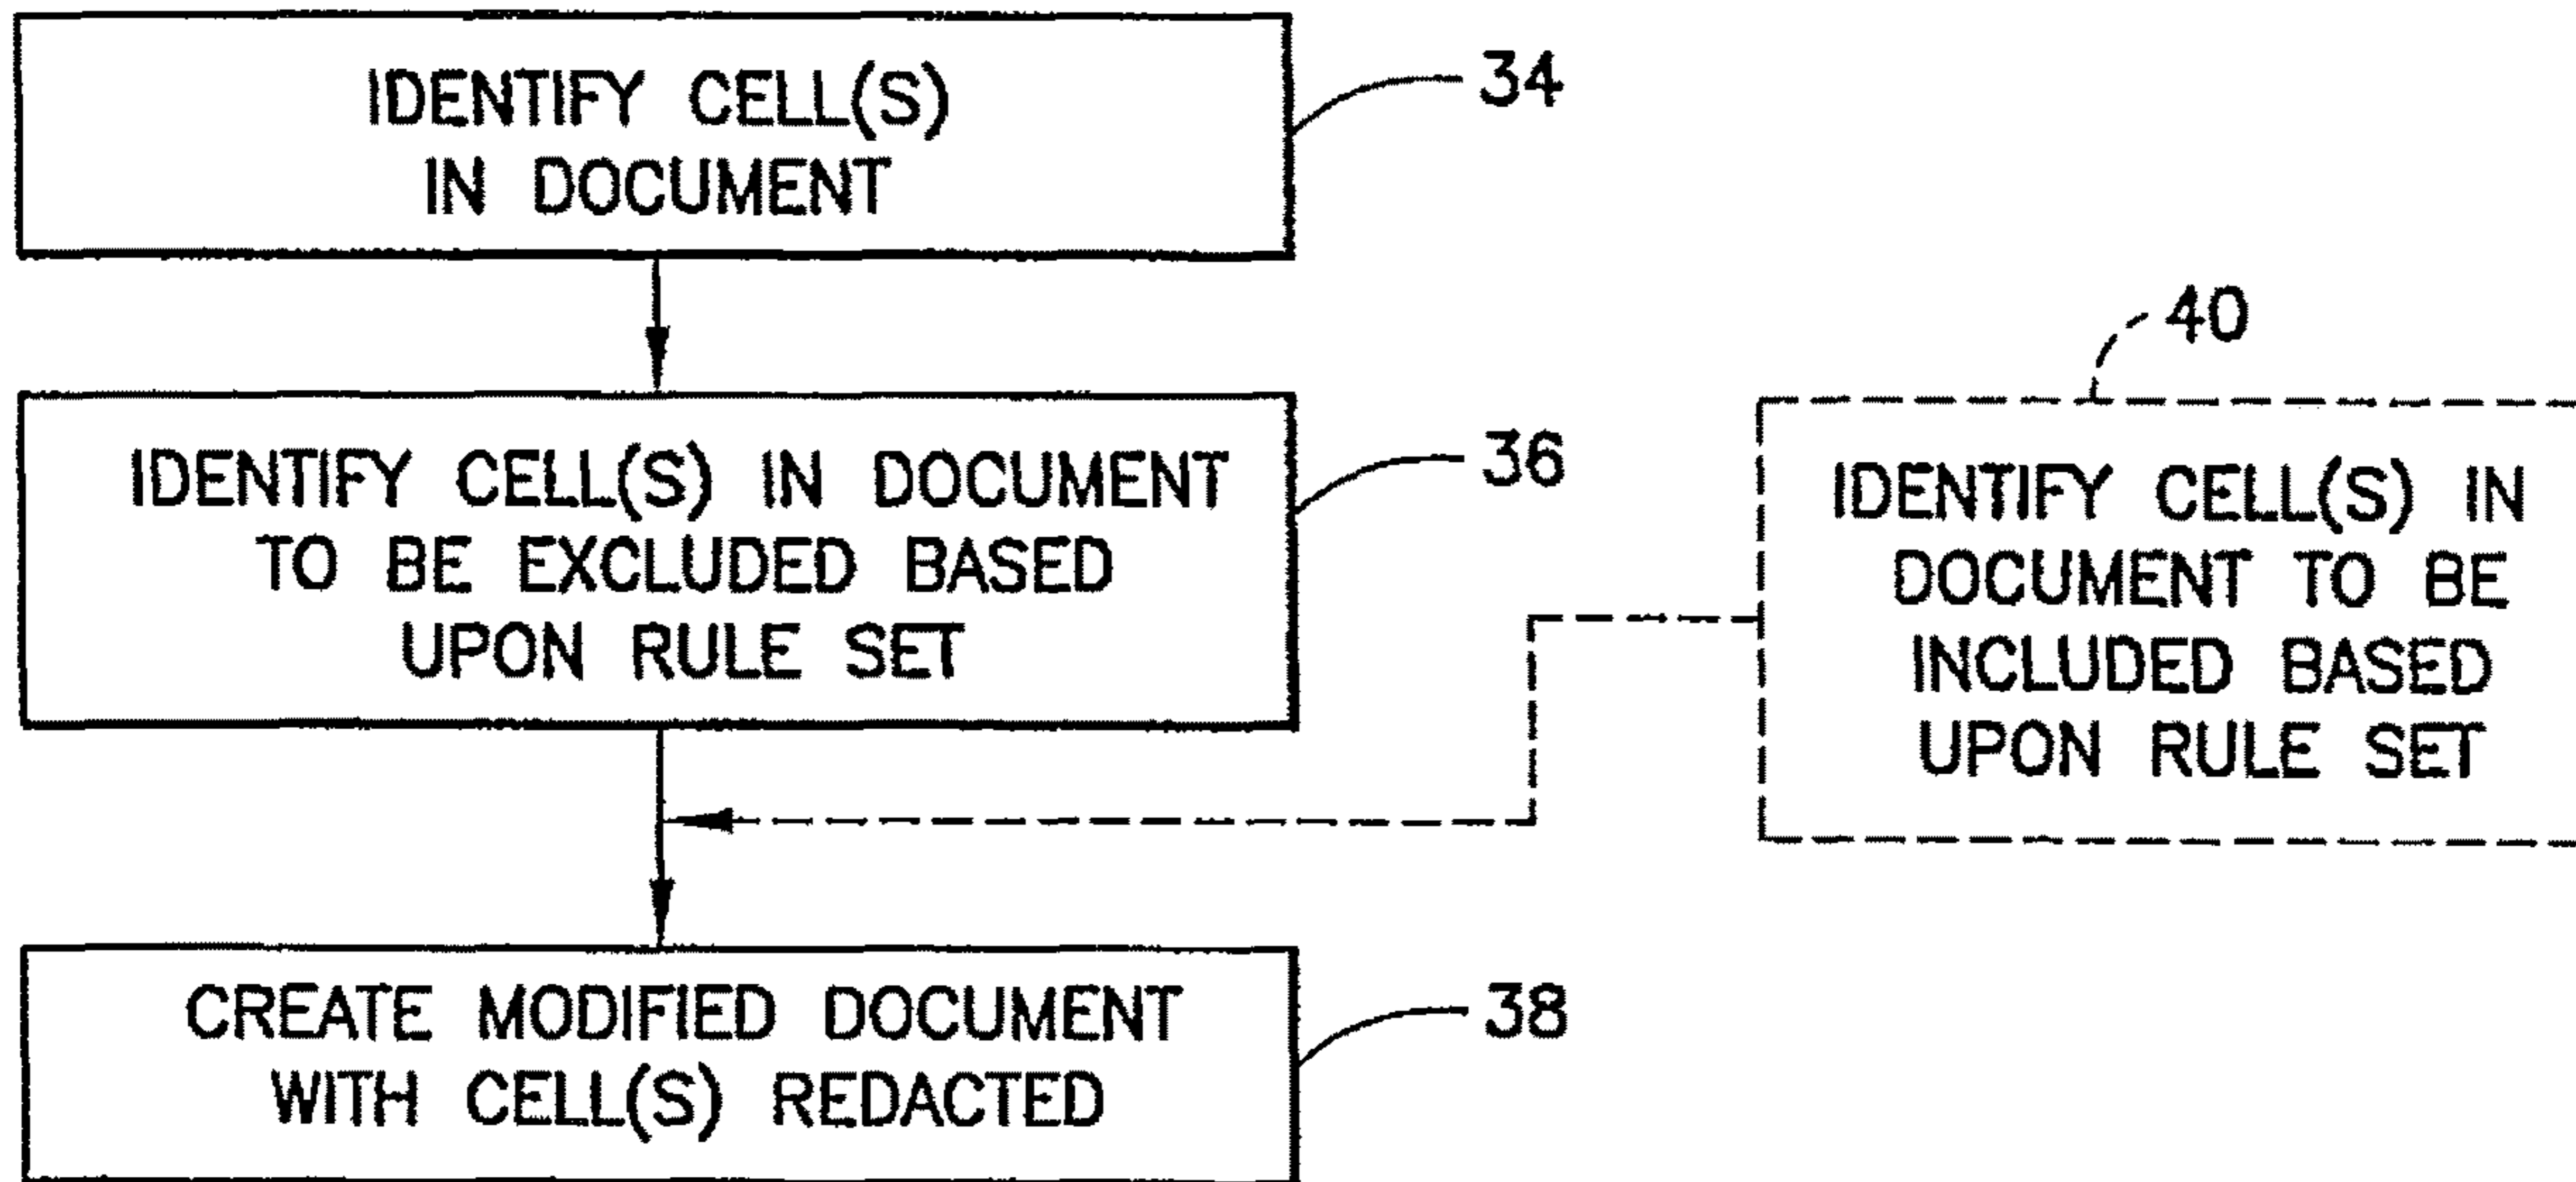 IDENTIFY CELL(S)
IN DOCUMENT
34
IDENTIFY CELL(S) IN DOCUMENT
TO BE EXCLUDED BASED
UPON RULE SET
36
40
IDENTIFY CELL(S) IN
DOCUMENT TO BE
INCLUDED BASED
UPON RULE SET
CREATE MODIFIED DOCUMENT
WITH CELL(S) REDACTED
38